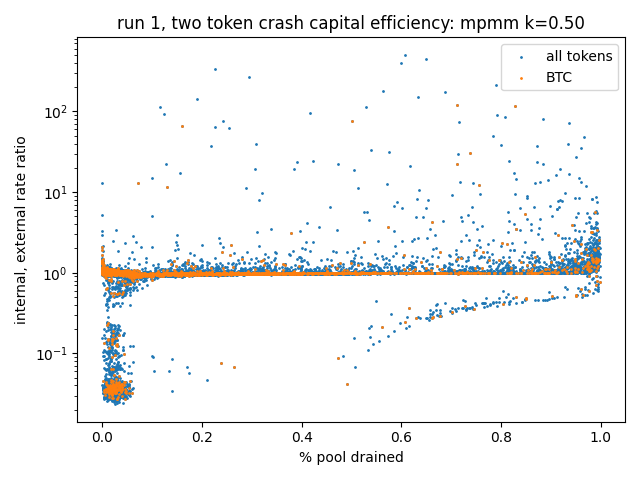 run 1, two token crash capital efficiency: mpmm k=0.50
all tokens
BTC
internal, external rate ratio
10²
10¹
10⁰
10⁻¹
0.0 0.2 0.4 0.6 0.8 1.0
% pool drained